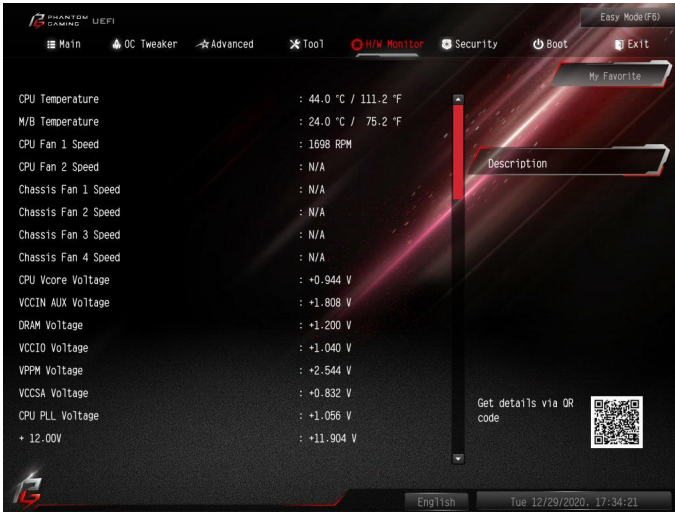 PHANTOM GAMING UEFI
Easy Mode(F6)
Main OC Tweaker Advanced Tool H/W Monitor Security Boot Exit
My Favorite
CPU Temperature : 44.0 °C / 111.2 °F
M/B Temperature : 24.0 °C / 75.2 °F
CPU Fan 1 Speed : 1698 RPM
CPU Fan 2 Speed : N/A
Description
Chassis Fan 1 Speed : N/A
Chassis Fan 2 Speed : N/A
Chassis Fan 3 Speed : N/A
Chassis Fan 4 Speed : N/A
CPU Vcore Voltage : +0.944 V
VCCIN AUX Voltage : +1.808 V
DRAM Voltage : +1.200 V
VCCIO Voltage : +1.040 V
VPPM Voltage : +2.544 V
VCCSA Voltage : +0.832 V
CPU PLL Voltage : +1.056 V
+ 12.00V : +11.904 V
Get details via QR
code
English
Tue 12/29/2020. 17:34:21